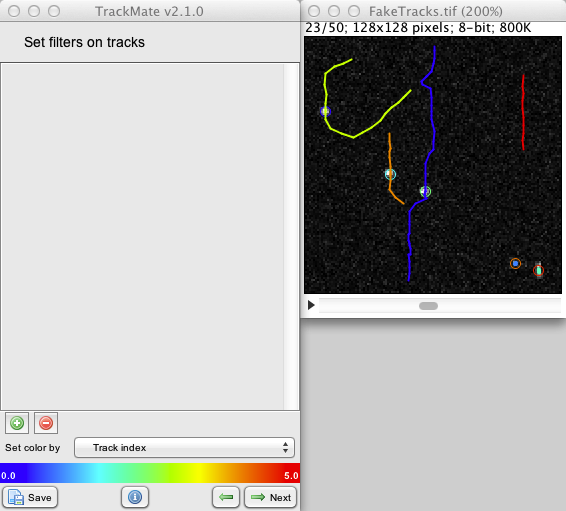 TrackMate v2.1.0
Set filters on tracks
Set color by
Track index
0.0
5.0
Save
Next
FakeTracks.tif (200%)
23/50; 128x128 pixels; 8-bit; 800K